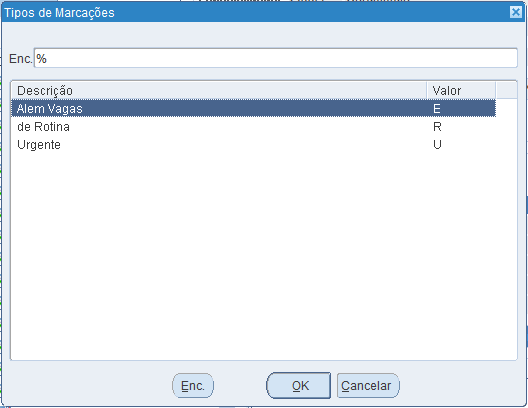 Tipos de Marcações
Enc. %
Descrição Valor
Alem Vagas E
de Rotina R
Urgente U
Enc. OK Cancelar